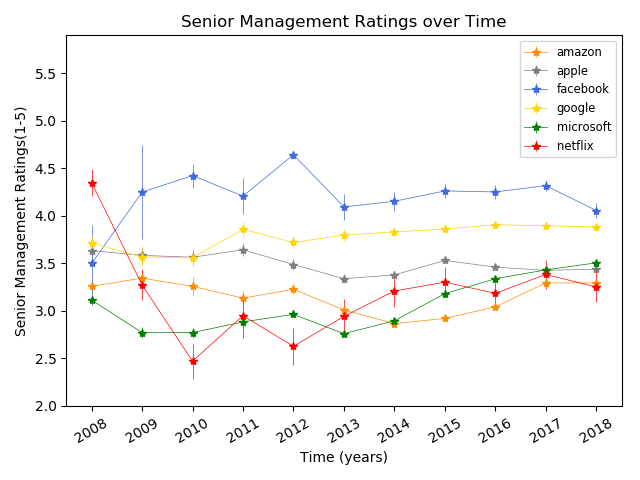 Senior Management Ratings over Time
Senior Management Ratings(1-5)
5.5
5.0
4.5
4.0
3.5
3.0
2.5
2.0
amazon
apple
facebook
google
microsoft
netflix
2008
2009
2010
2011
2012
2013
2014
2015
2016
2017
2018
Time (years)